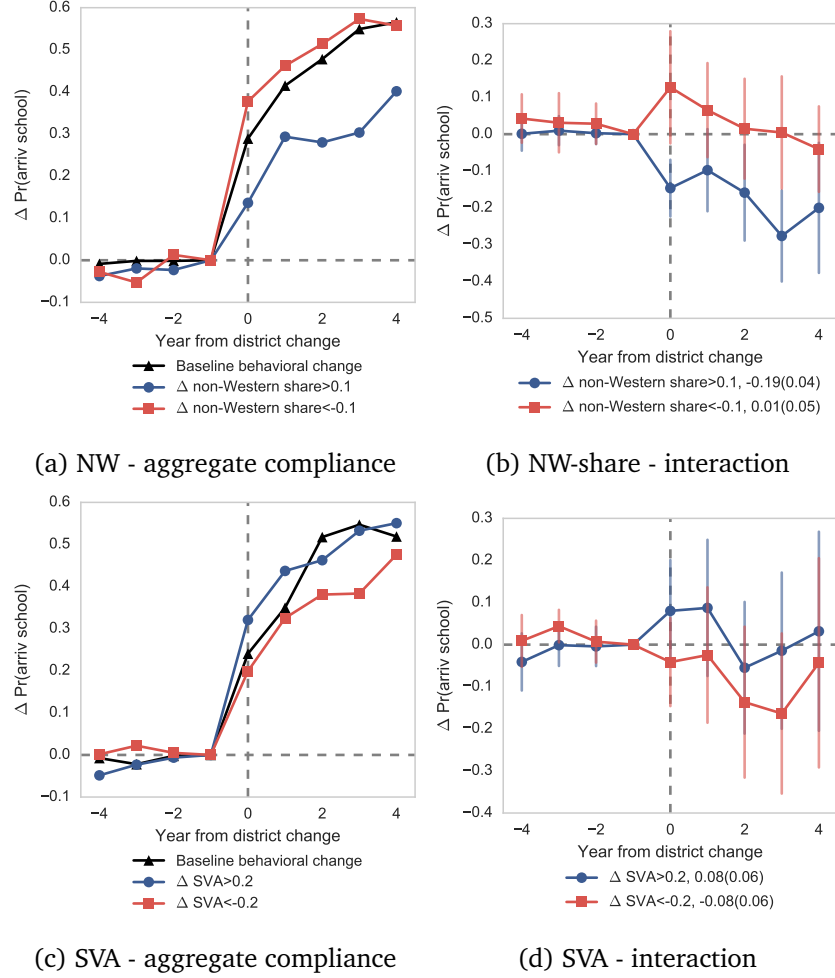 0.6
0.5
0.4
0.3
0.2
0.1
0.0
−0.1
Δ Pr(arriv school)
−4 −2 0 2 4
Year from district change
Baseline behavioral change
Δ non-Western share>0.1
Δ non-Western share<-0.1
(a) NW - aggregate compliance
0.3
0.2
0.1
0.0
−0.1
−0.2
−0.3
−0.4
−0.5
Δ Pr(arriv school)
−4 −2 0 2 4
Year from district change
Δ non-Western share>0.1, -0.19(0.04)
Δ non-Western share<-0.1, 0.01(0.05)
(b) NW-share - interaction
0.6
0.5
0.4
0.3
0.2
0.1
0.0
−0.1
Δ Pr(arriv school)
−4 −2 0 2 4
Year from district change
Baseline behavioral change
Δ SVA>0.2
Δ SVA<-0.2
(c) SVA - aggregate compliance
0.3
0.2
0.1
0.0
−0.1
−0.2
−0.3
−0.4
Δ Pr(arriv school)
−4 −2 0 2 4
Year from district change
Δ SVA>0.2, 0.08(0.06)
Δ SVA<-0.2, -0.08(0.06)
(d) SVA - interaction